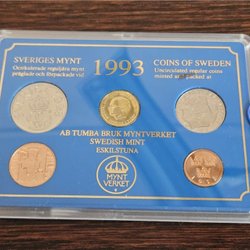 SVERIGES MYNT
Ocirkulerade reguljära mynt
präglade och förpackade vid
1993
COINS OF SWEDEN
Uncirculated regular coins
minted and packed at
AB TUMBA BRUK MYNTVERKET
SWEDISH MINT
ESKILSTUNA
MYNT
VERKET